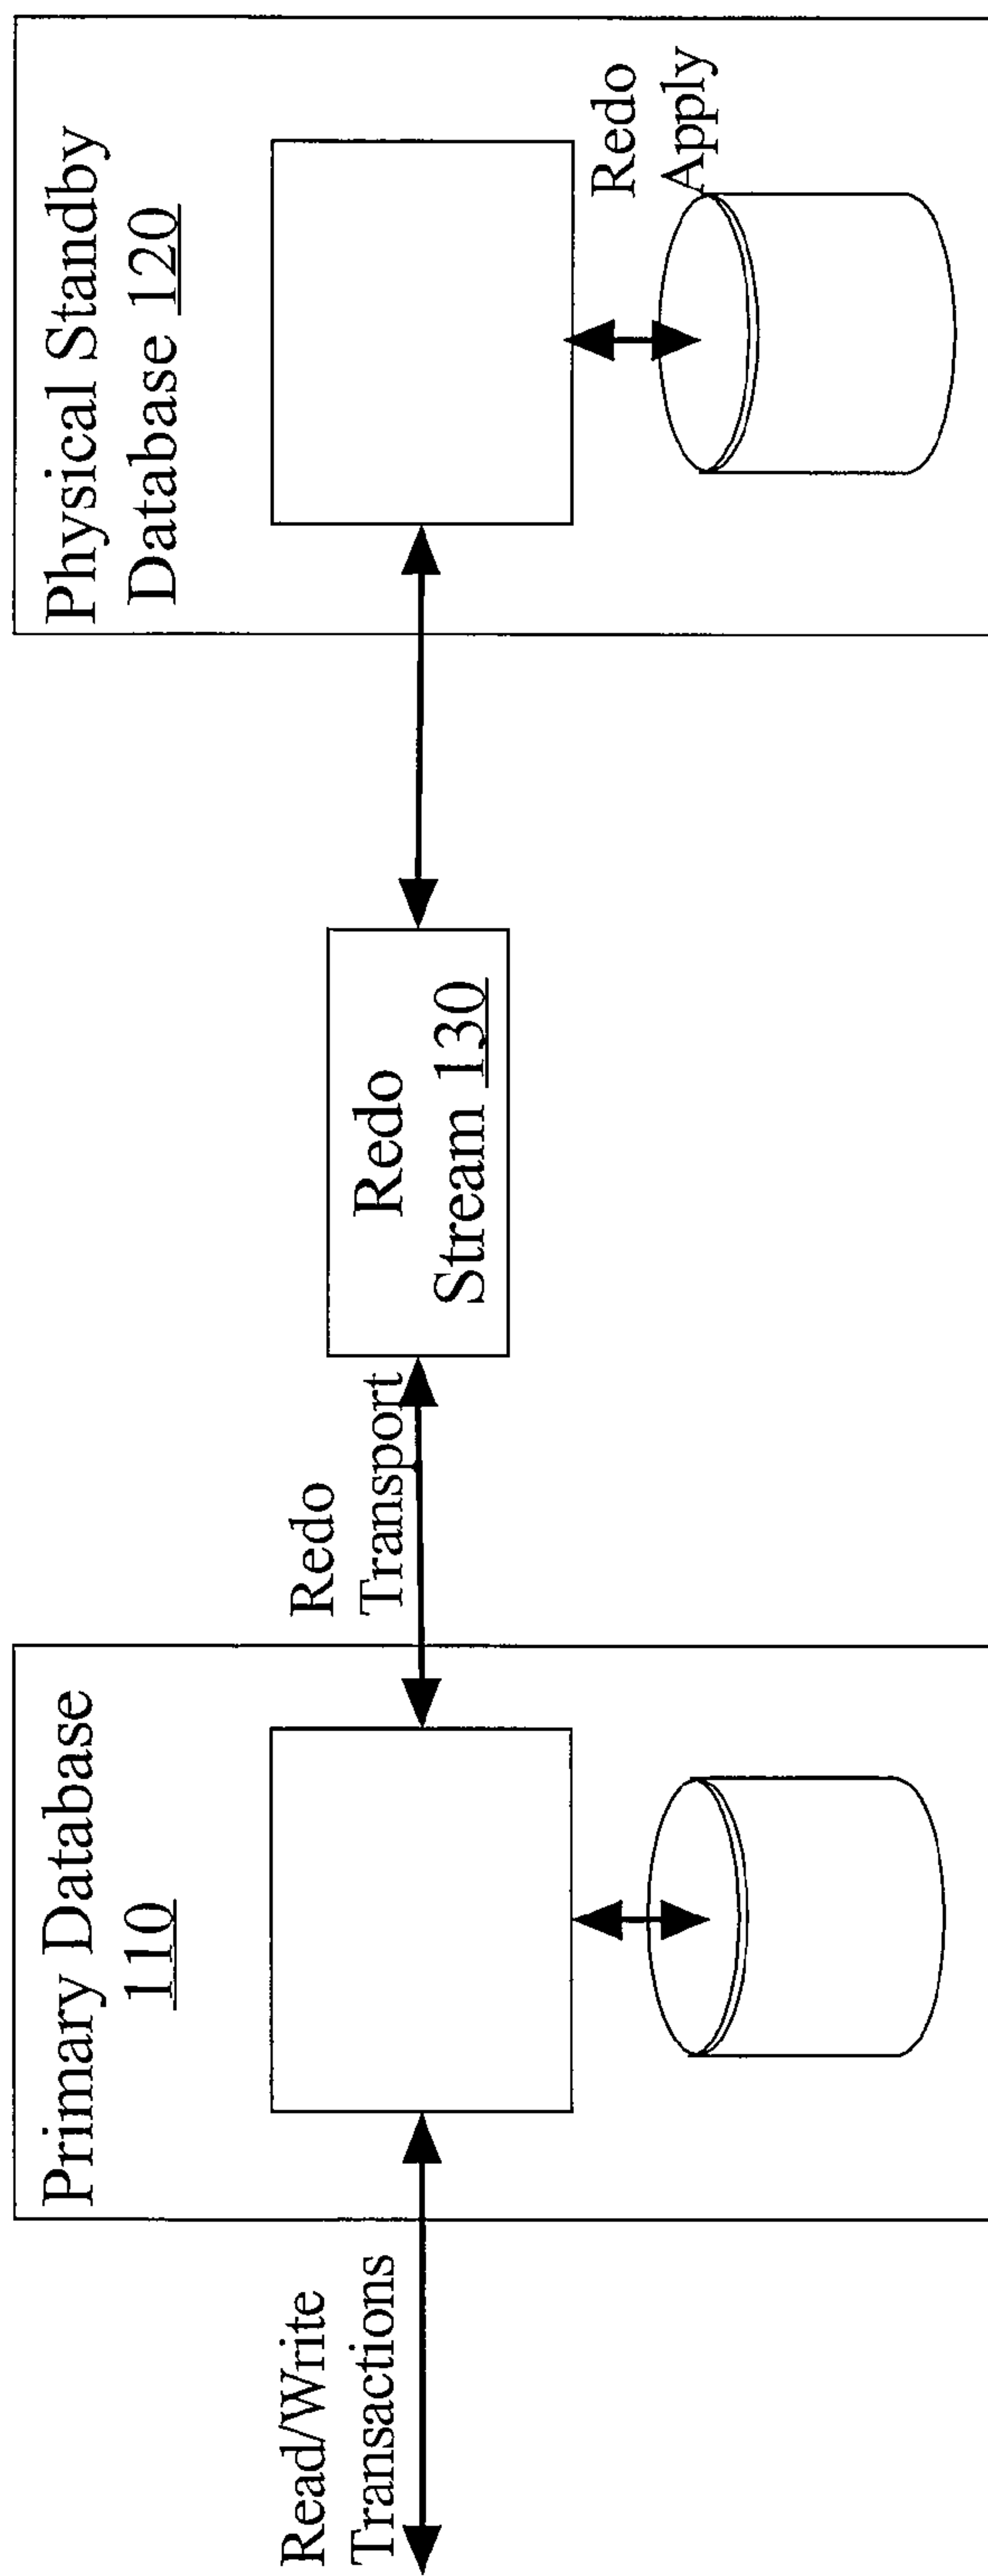 Read/Write
Transactions
Primary Database
110
Redo
Transport
Redo
Stream 130
Physical Standby
Database 120
Redo
Apply